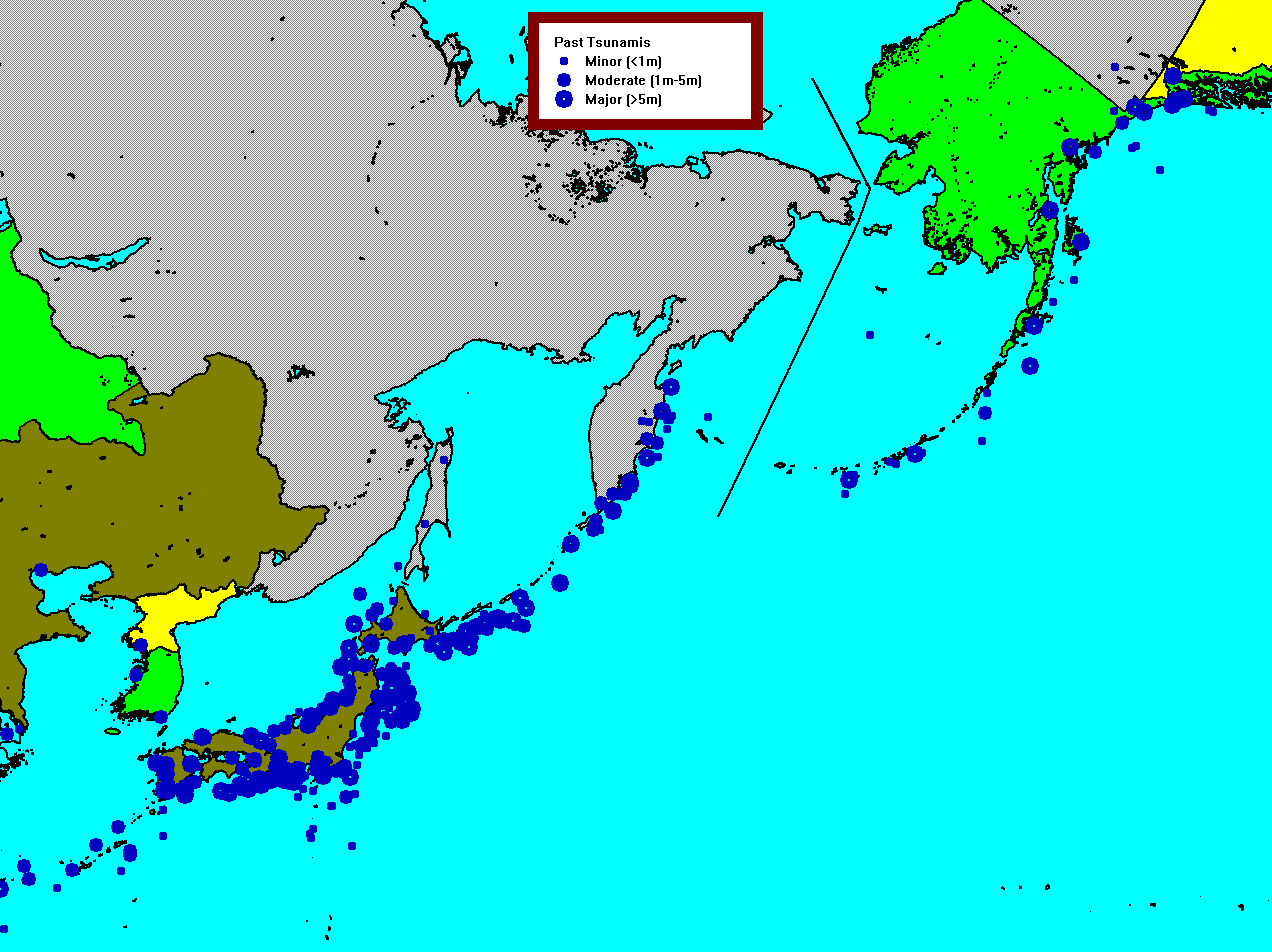 Past Tsunamis
Minor (<1m)
Moderate (1m-5m)
Major (>5m)